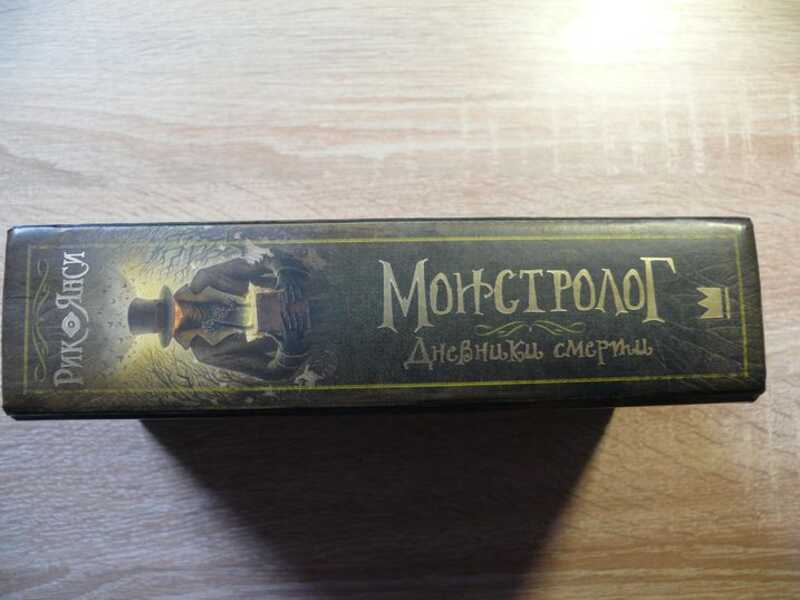 Рик Янси
Монстролог
Дневники смерти